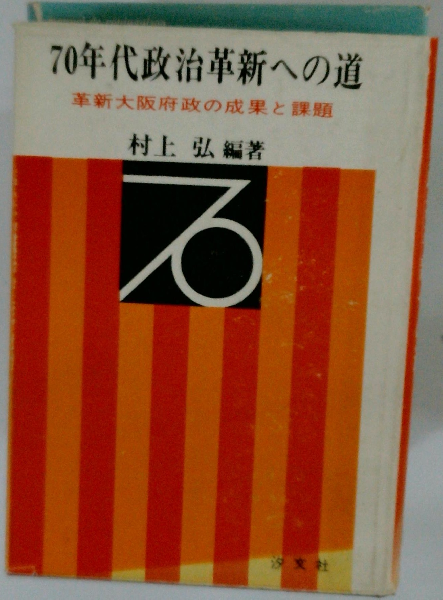 70年代政治革新への道
革新大阪府政の成果と課題
村上 弘 編著
70
汐文社